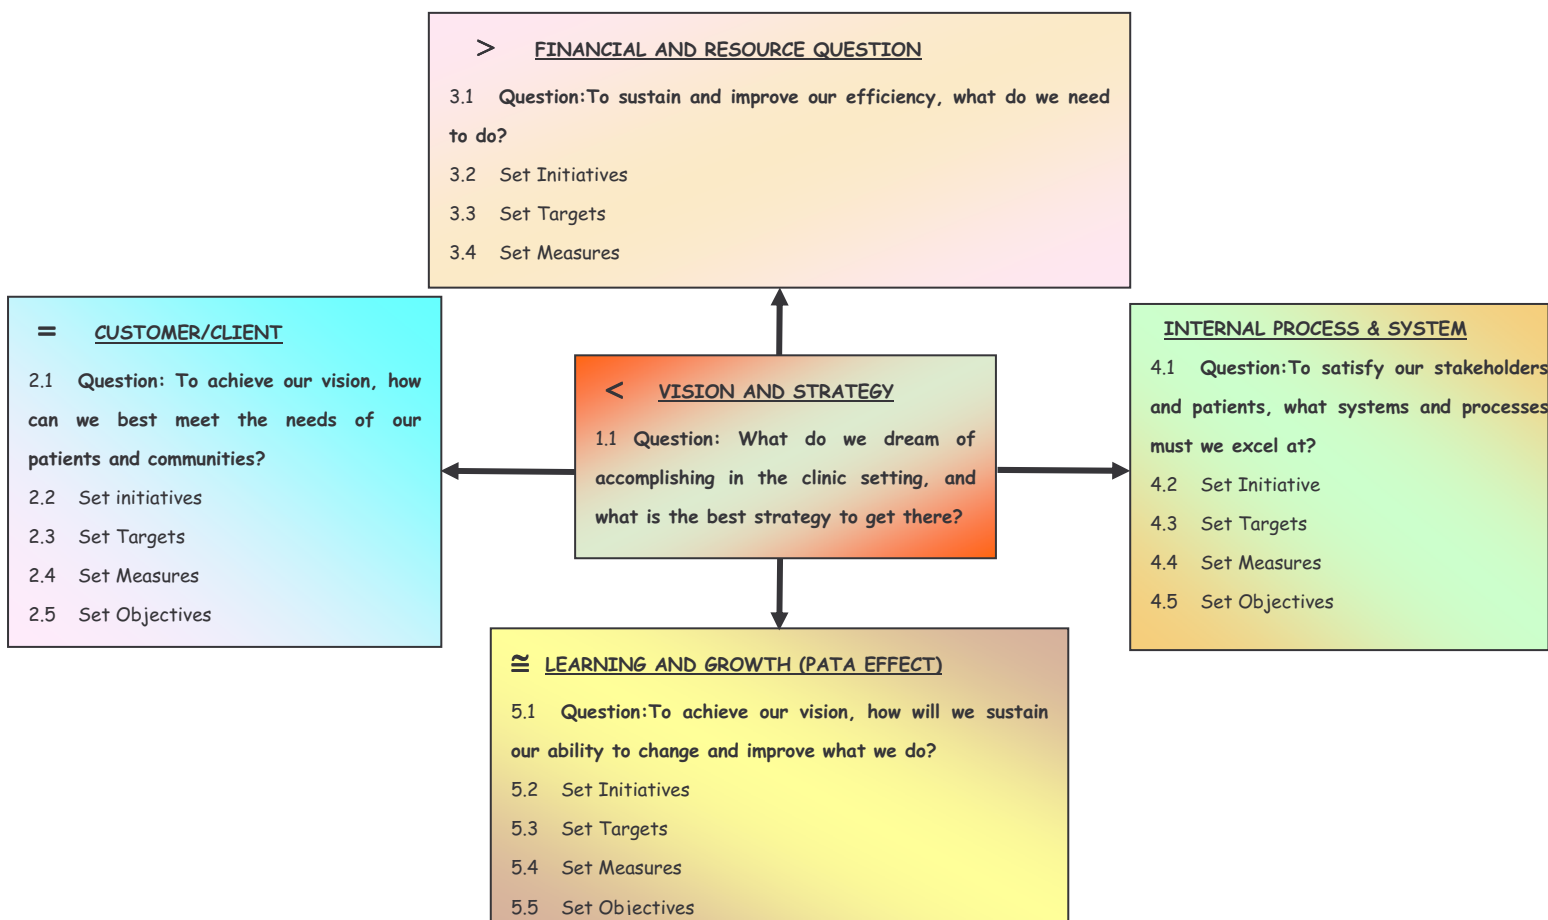 > FINANCIAL AND RESOURCE QUESTION
3.1 Question:To sustain and improve our efficiency, what do we need
to do?
3.2 Set Initiatives
3.3 Set Targets
3.4 Set Measures
= CUSTOMER/CLIENT
2.1 Question: To achieve our vision, how
can we best meet the needs of our
patients and communities?
2.2 Set initiatives
2.3 Set Targets
2.4 Set Measures
2.5 Set Objectives
< VISION AND STRATEGY
1.1 Question: What do we dream of
accomplishing in the clinic setting, and
what is the best strategy to get there?
INTERNAL PROCESS & SYSTEM
4.1 Question:To satisfy our stakeholders
and patients, what systems and processes
must we excel at?
4.2 Set Initiative
4.3 Set Targets
4.4 Set Measures
4.5 Set Objectives
≅ LEARNING AND GROWTH (PATA EFFECT)
5.1 Question:To achieve our vision, how will we sustain
our ability to change and improve what we do?
5.2 Set Initiatives
5.3 Set Targets
5.4 Set Measures
5.5 Set Objectives